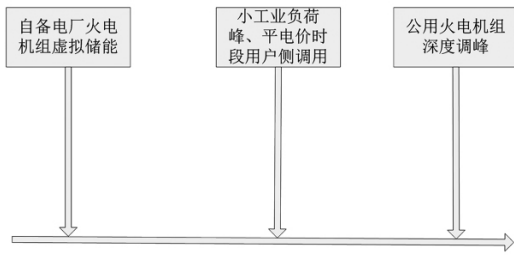 自备电厂火电
机组虚拟储能
小工业负荷
峰、平电价时
段用户侧调用
公用火电机组
深度调峰